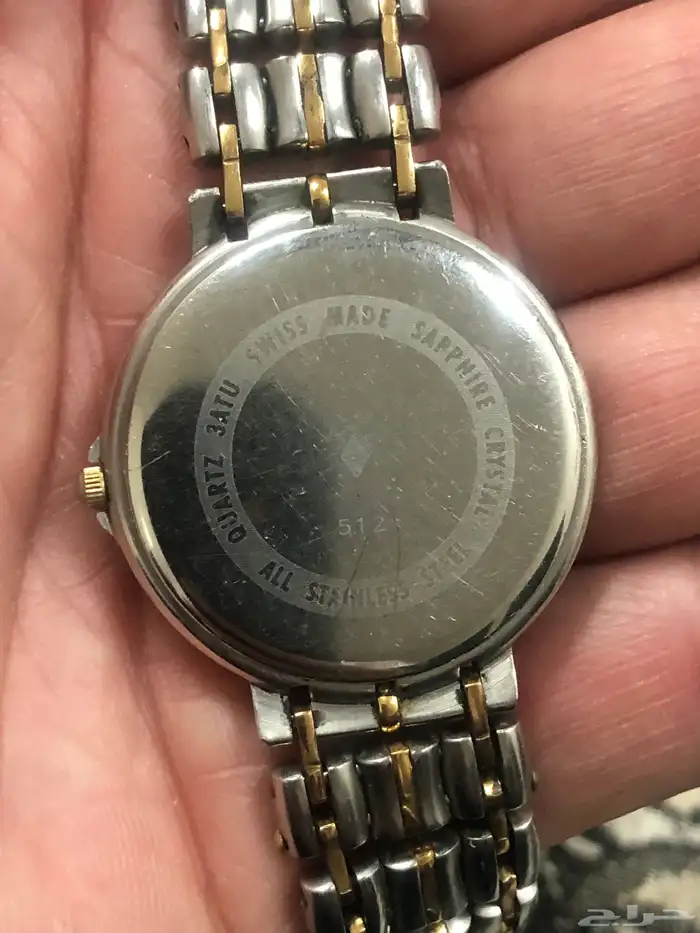 QUARTZ 3ATU SWISS MADE SAPPHIRE CRYSTAL
ALL STAINLESS STEEL
512
حراج